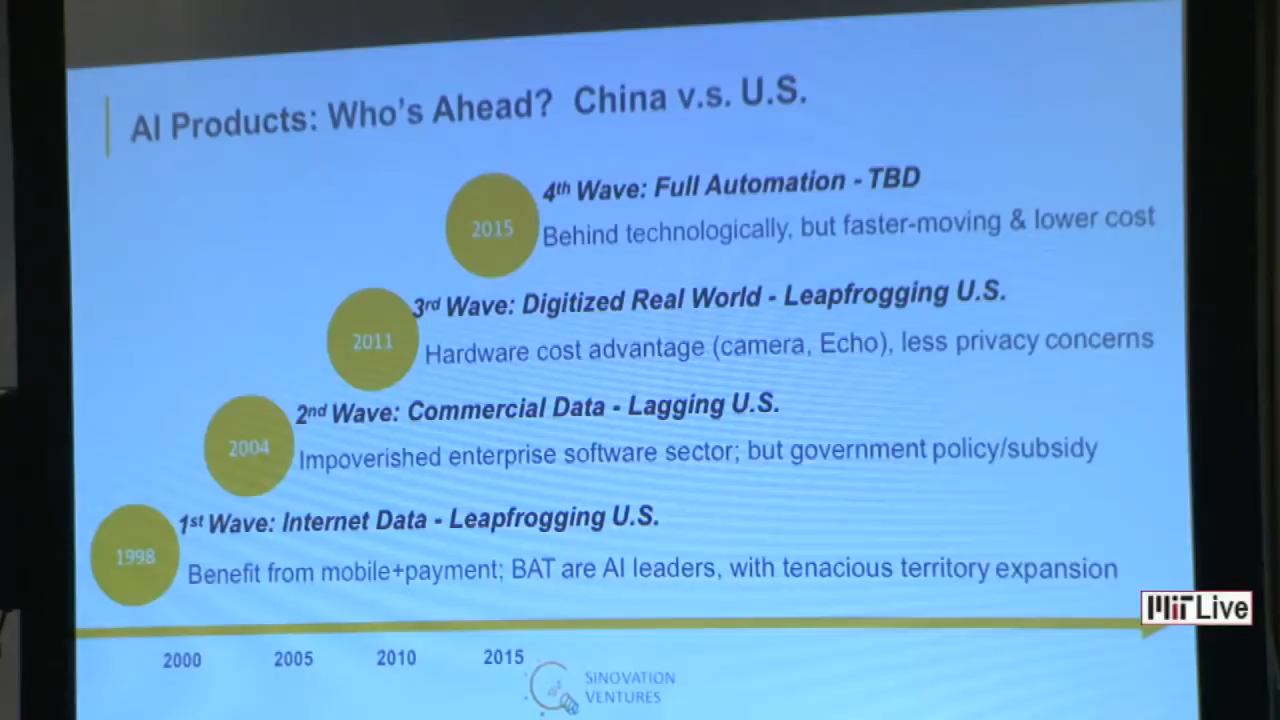 AI Products: Who's Ahead? China v.s. U.S.
2015
4th Wave: Full Automation - TBD
Behind technologically, but faster-moving & lower cost
2011
3rd Wave: Digitized Real World - Leapfrogging U.S.
Hardware cost advantage (camera, Echo), less privacy concerns
2004
2nd Wave: Commercial Data - Lagging U.S.
Impoverished enterprise software sector; but government policy/subsidy
1998
1st Wave: Internet Data - Leapfrogging U.S.
Benefit from mobile+payment; BAT are AI leaders, with tenacious territory expansion
MIT Live
2000 2005 2010 2015
SINOVATION
VENTURES